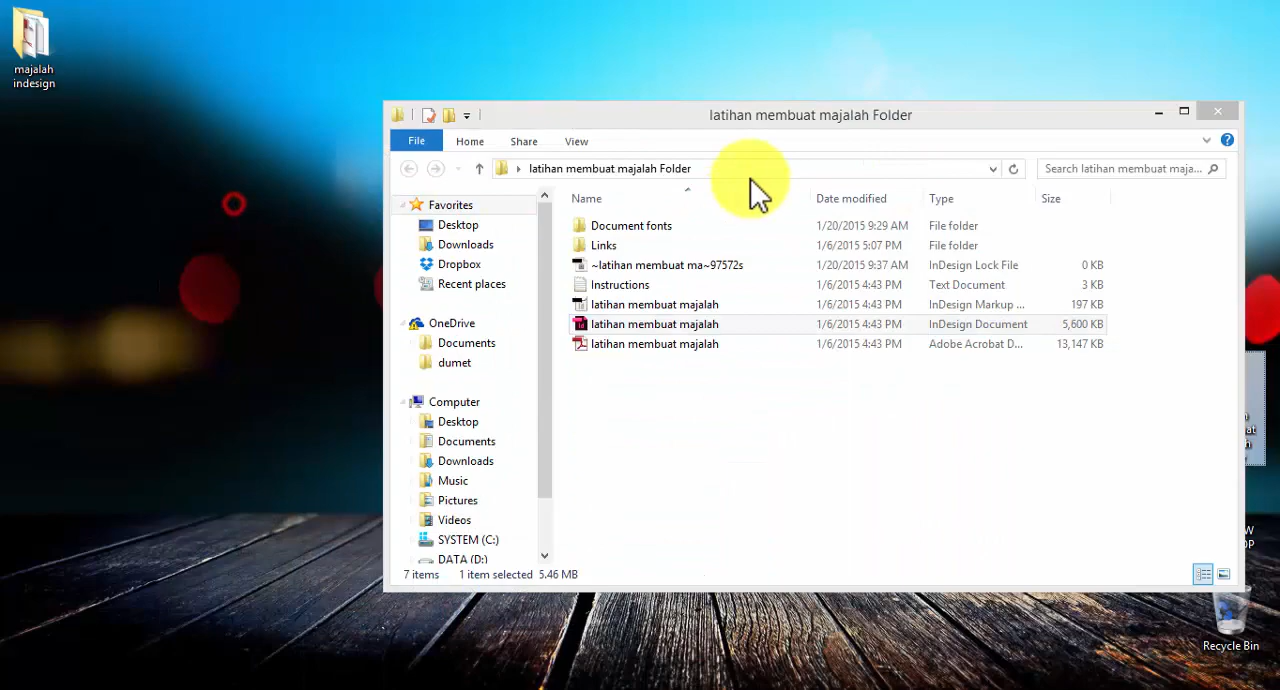 majalah
indesign
latihan membuat majalah Folder
File Home Share View
latihan membuat majalah Folder
Search latihan membuat maja...
Name Date modified Type Size
Favorites
Desktop
Downloads
Dropbox
Recent places
OneDrive
Documents
dumet
Computer
Desktop
Documents
Downloads
Music
Pictures
Videos
SYSTEM (C:)
DATA (D:)
Document fonts 1/20/2015 9:29 AM File folder
Links 1/6/2015 5:07 PM File folder
~latihan membuat ma~97572s 1/20/2015 9:37 AM InDesign Lock File 0 KB
Instructions 1/6/2015 4:43 PM Text Document 3 KB
latihan membuat majalah 1/6/2015 4:43 PM InDesign Markup ... 197 KB
latihan membuat majalah 1/6/2015 4:43 PM InDesign Document 5,600 KB
latihan membuat majalah 1/6/2015 4:43 PM Adobe Acrobat D... 13,147 KB
7 items 1 item selected 5.46 MB
Recycle Bin